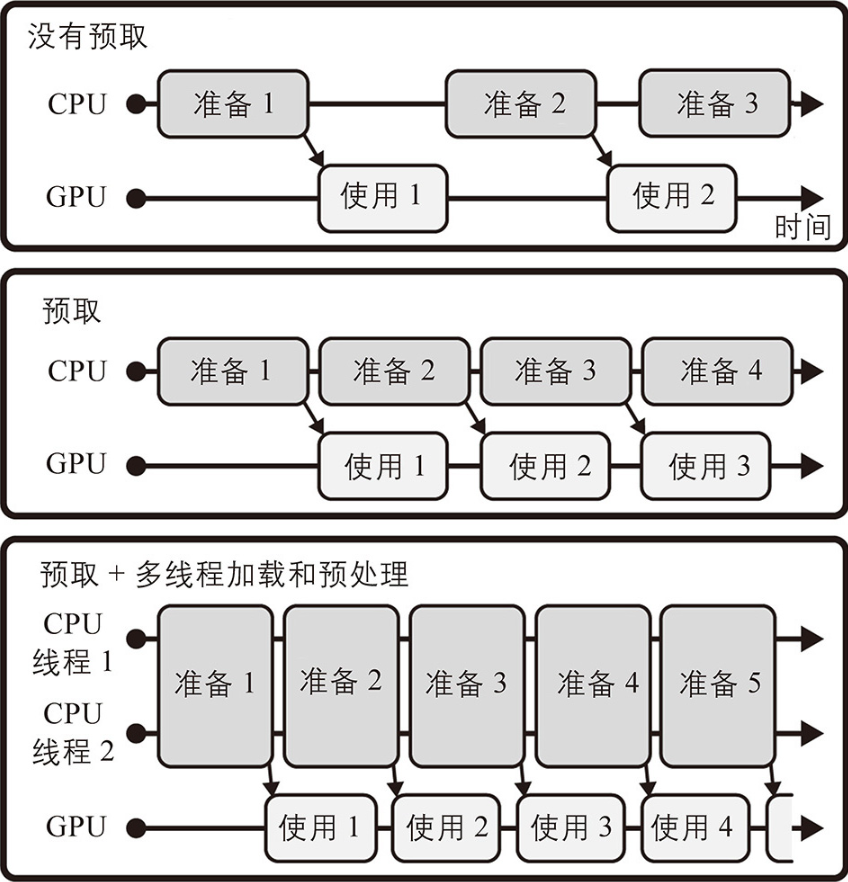 没有预取
CPU 准备 1 准备 2 准备 3
GPU 使用 1 使用 2
时间
预取
CPU 准备 1 准备 2 准备 3 准备 4
GPU 使用 1 使用 2 使用 3
预取 + 多线程加载和预处理
CPU
线程 1
准备 1 准备 2 准备 3 准备 4 准备 5
CPU
线程 2
GPU 使用 1 使用 2 使用 3 使用 4